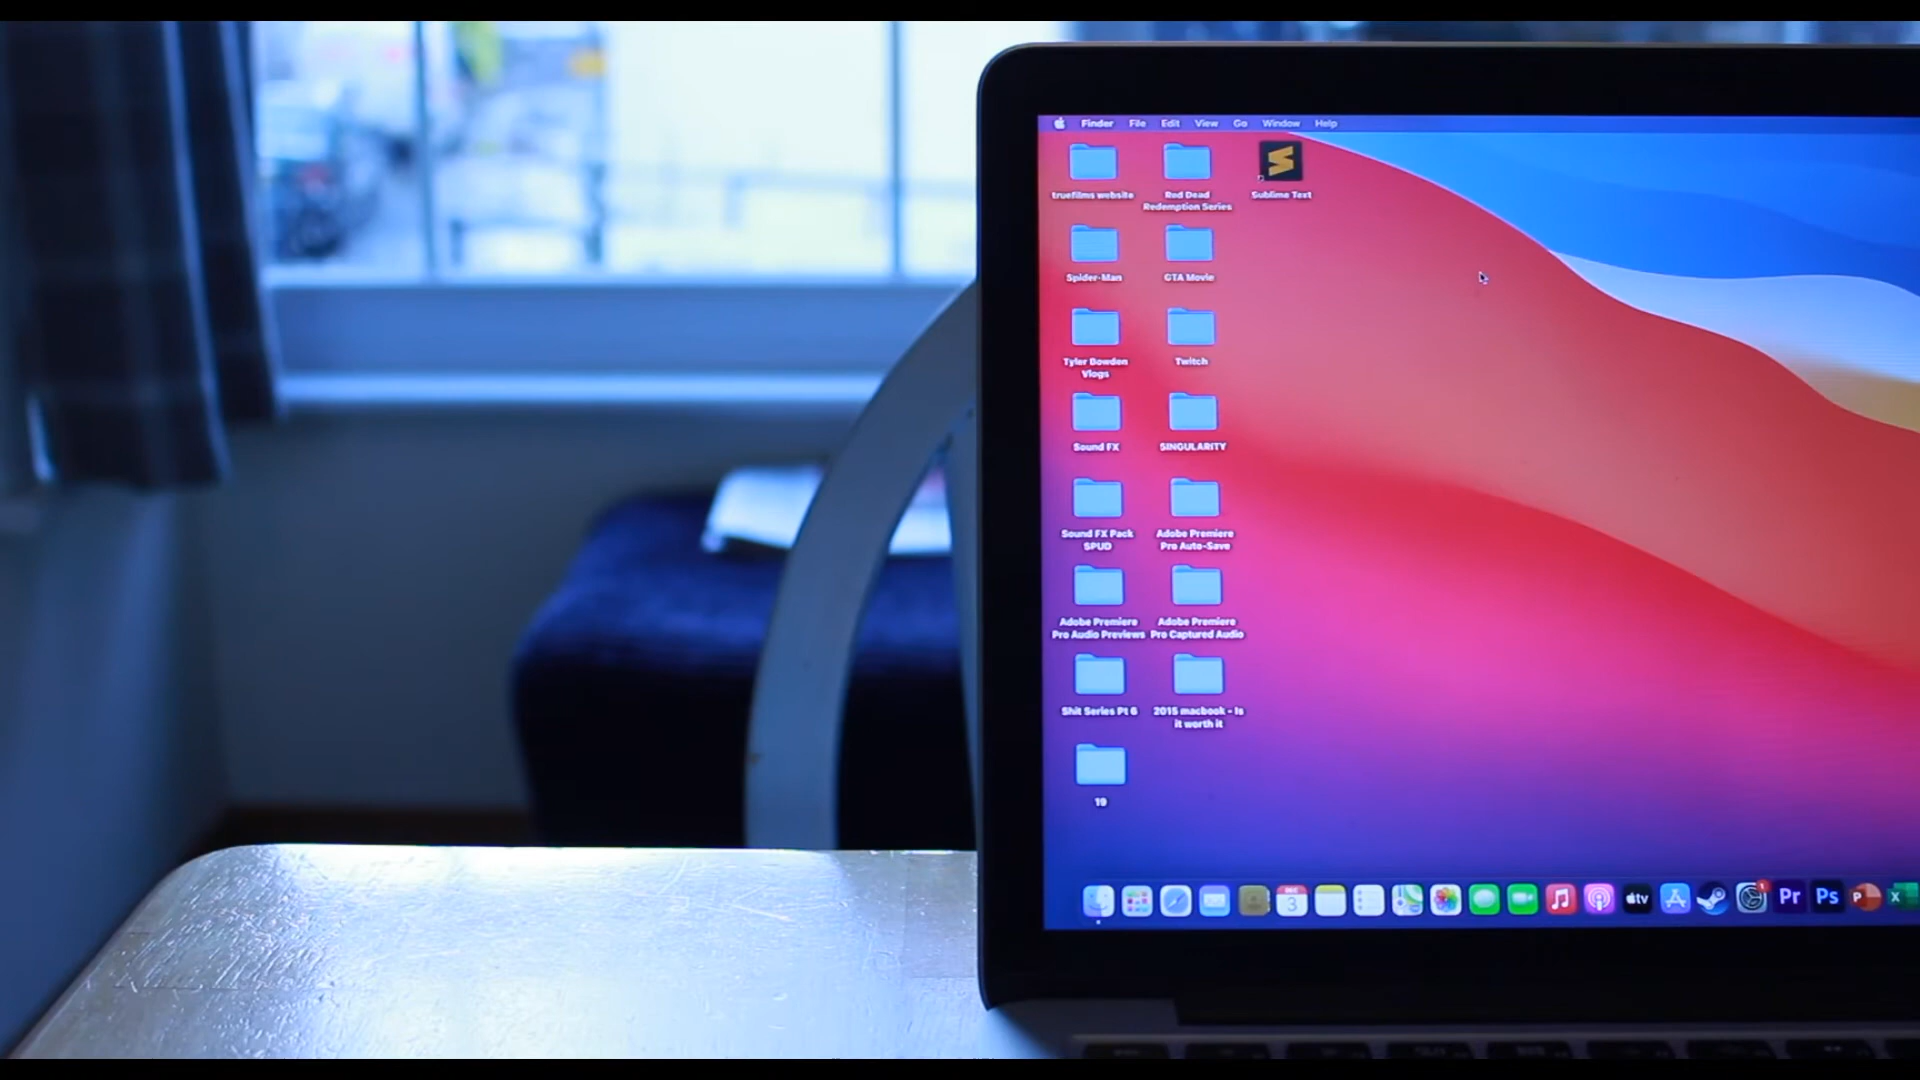 Finder File Edit View Go Window Help
truefilms website
Red Dead
Redemption Series
Sublime Text
Spider-Man
GTA Movie
Tyler Bowden
Vlogs
Twitch
Sound FX
SINGULARITY
Sound FX Pack
SPUD
Adobe Premiere
Pro Auto-Save
Adobe Premiere
Pro Audio Previews
Adobe Premiere
Pro Captured Audio
Shit Series Pt 6
2015 macbook - Is
it worth it
19
DEC
3
tv
1
Pr
Ps
P
X